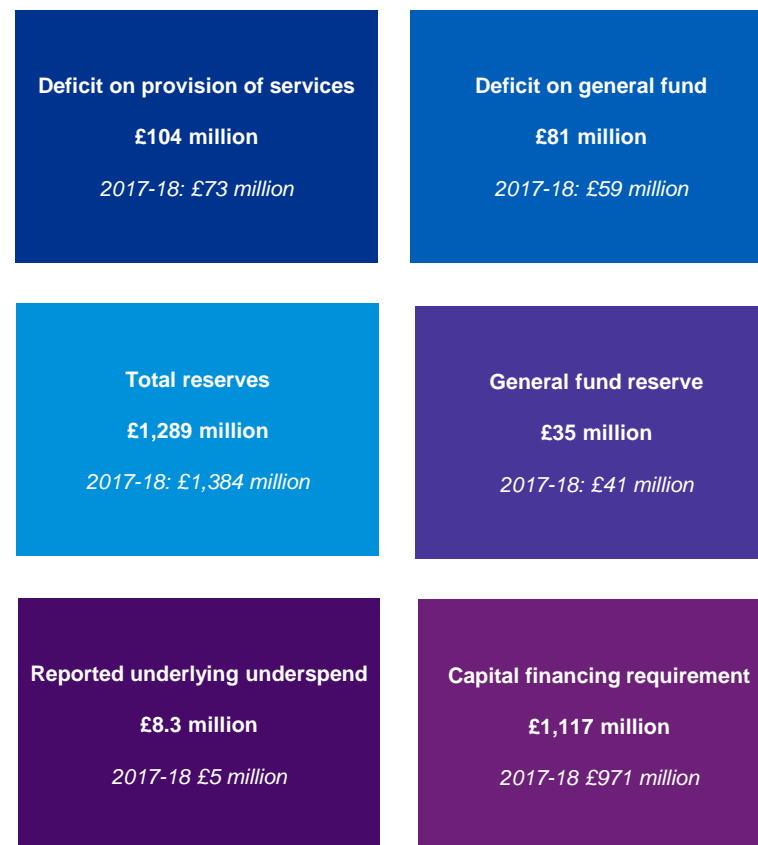 Deficit on provision of services
£104 million
2017-18: £73 million
Deficit on general fund
£81 million
2017-18: £59 million
Total reserves
£1,289 million
2017-18: £1,384 million
General fund reserve
£35 million
2017-18: £41 million
Reported underlying underspend
£8.3 million
2017-18 £5 million
Capital financing requirement
£1,117 million
2017-18 £971 million